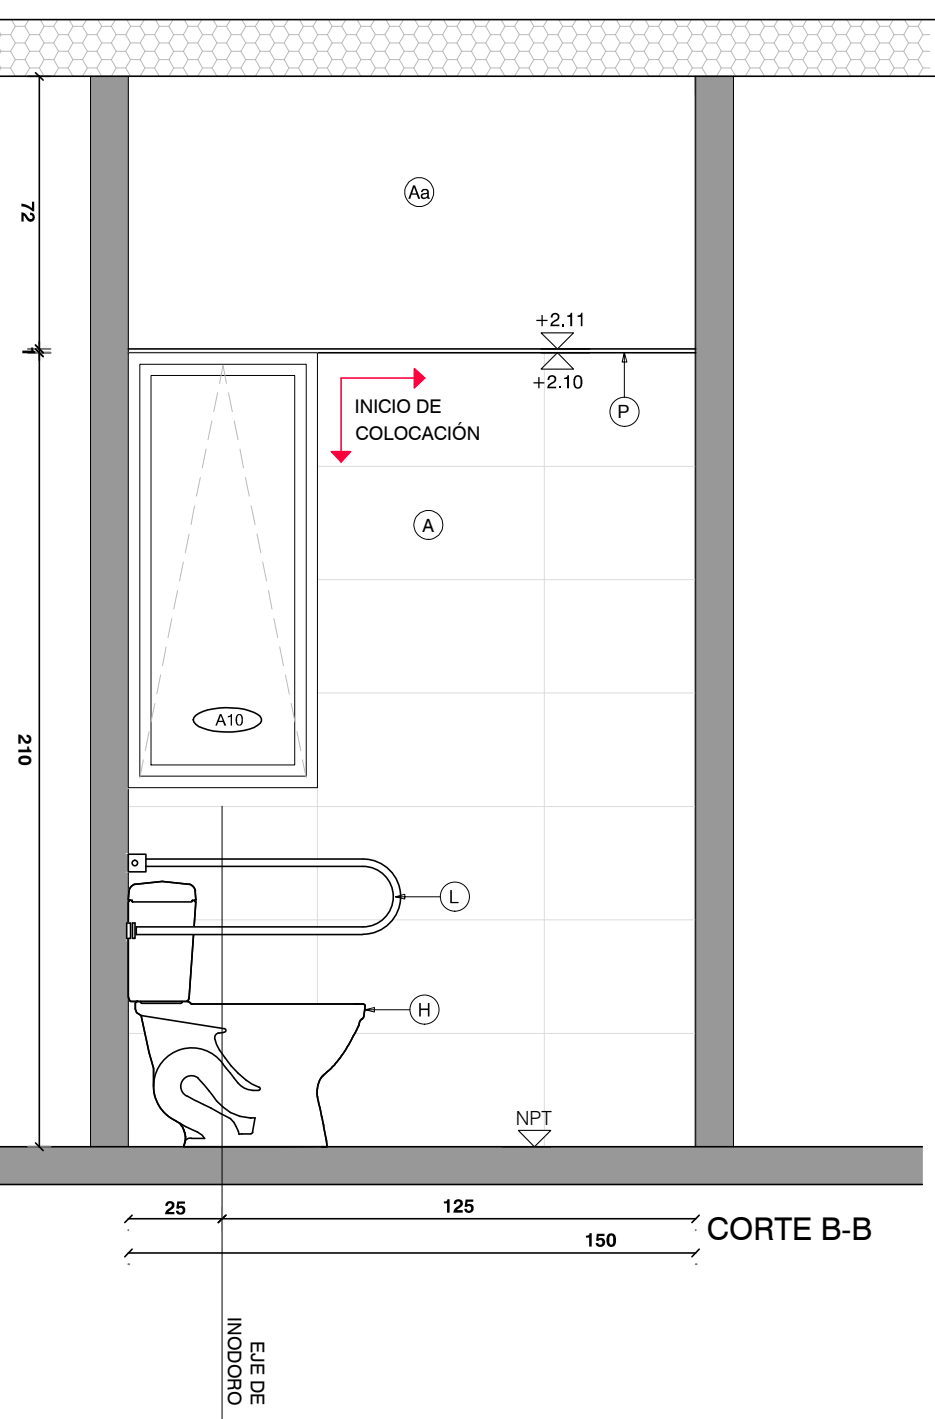 72
Aa
+2.11
1
+2.10
P
INICIO DE
COLOCACIÓN
A
A10
210
L
H
NPT
25
125
150
CORTE B-B
EJE DE
INODORO